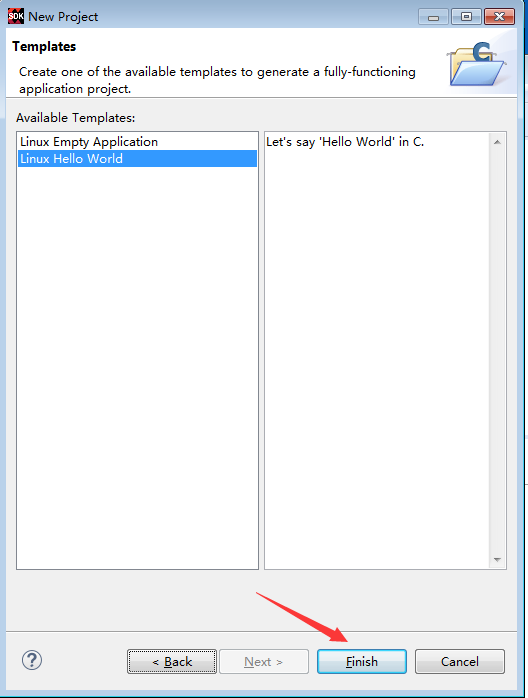 SDK New Project
Templates
Create one of the available templates to generate a fully-functioning
application project.
C
Available Templates:
Linux Empty Application
Linux Hello World
Let's say 'Hello World' in C.
?
< Back
Next >
Finish
Cancel